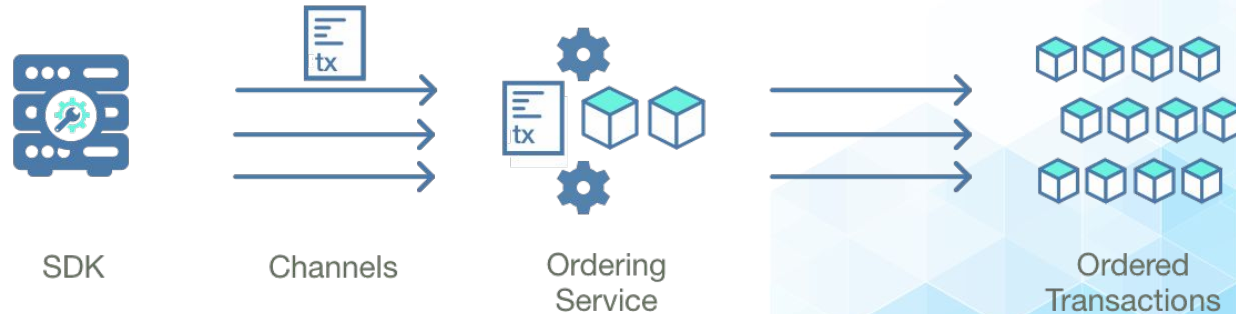 tx
tx
SDK
Channels
Ordering
Service
Ordered
Transactions